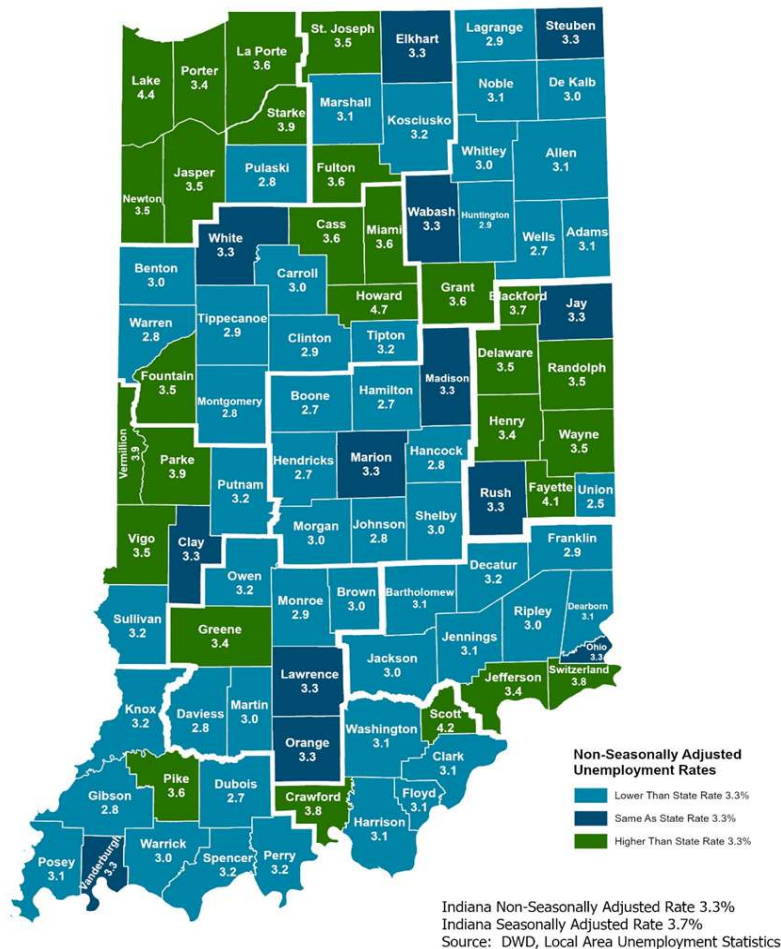 St. Joseph
3.5
Elkhart
3.3
Lagrange
2.9
Steuben
3.3
La Porte
3.6
Porter
3.4
Lake
4.4
Noble
3.1
De Kalb
3.0
Marshall
3.1
Starke
3.9
Kosciusko
3.2
Whitley
3.0
Allen
3.1
Pulaski
2.8
Fulton
3.6
Jasper
3.5
Newton
3.5
Wabash
3.3
Huntington
2.9
Wells
2.7
Adams
3.1
White
3.3
Cass
3.6
Miami
3.6
Benton
3.0
Carroll
3.0
Grant
3.6
Blackford
3.7
Jay
3.3
Howard
4.7
Warren
2.8
Tippecanoe
2.9
Clinton
2.9
Tipton
3.2
Delaware
3.5
Randolph
3.5
Fountain
3.5
Madison
3.3
Montgomery
2.8
Boone
2.7
Hamilton
2.7
Henry
3.4
Wayne
3.5
Vermillion
3.9
Parke
3.9
Hendricks
2.7
Marion
3.3
Hancock
2.8
Putnam
3.2
Rush
3.3
Fayette
4.1
Union
2.5
Morgan
3.0
Johnson
2.8
Shelby
3.0
Vigo
3.5
Clay
3.3
Franklin
2.9
Decatur
3.2
Owen
3.2
Monroe
2.9
Brown
3.0
Bartholomew
3.1
Ripley
3.0
Dearborn
3.1
Sullivan
3.2
Greene
3.4
Jennings
3.1
Ohio
3.3
Jackson
3.0
Lawrence
3.3
Jefferson
3.4
Switzerland
3.8
Knox
3.2
Daviess
2.8
Martin
3.0
Scott
4.2
Washington
3.1
Orange
3.3
Clark
3.1
Pike
3.6
Dubois
2.7
Gibson
2.8
Crawford
3.8
Floyd
3.1
Harrison
3.1
Posey
3.1
Vanderburgh
3.3
Warrick
3.0
Spencer
3.2
Perry
3.2
Non-Seasonally Adjusted
Unemployment Rates
Lower Than State Rate 3.3%
Same As State Rate 3.3%
Higher Than State Rate 3.3%
Indiana Non-Seasonally Adjusted Rate 3.3%
Indiana Seasonally Adjusted Rate 3.7%
Source: DWD, Local Area Unemployment Statistics